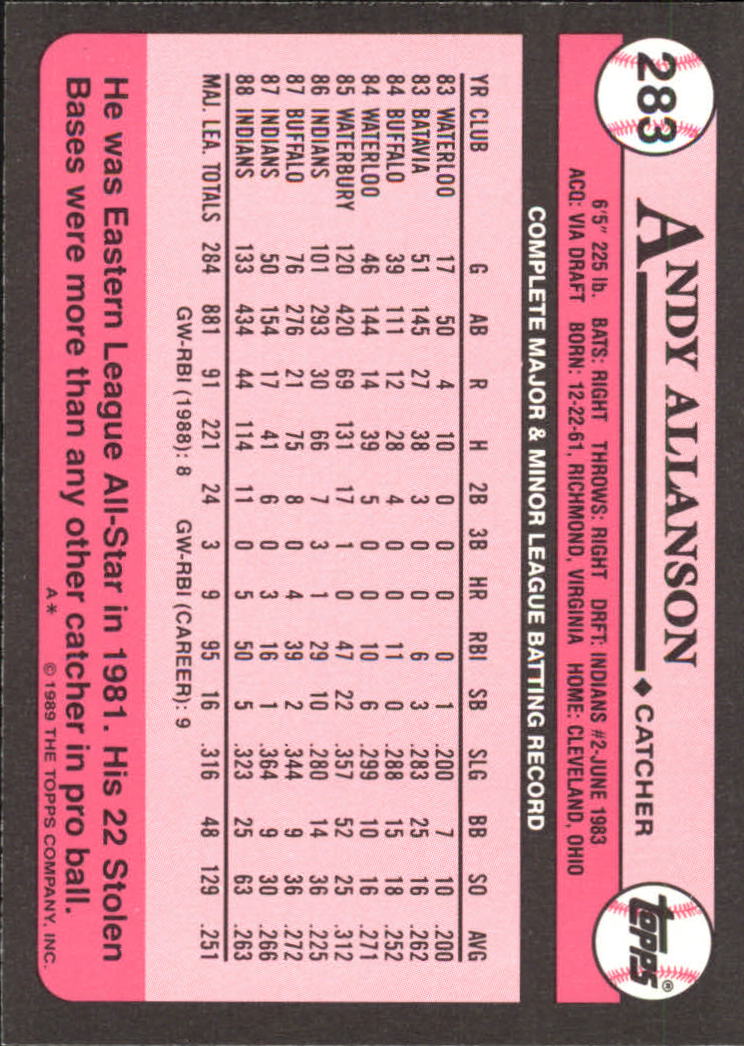 283
ANDY ALLANSON
◆ CATCHER
topps®
6'5" 225 lb. BATS: RIGHT THROWS: RIGHT DRFT: INDIANS #2-JUNE 1983
ACQ: VIA DRAFT BORN: 12-22-61, RICHMOND, VIRGINIA HOME: CLEVELAND, OHIO
COMPLETE MAJOR & MINOR LEAGUE BATTING RECORD
YR CLUB G AB R H 2B 3B HR RBI SB SLG BB SO AVG
83 WATERLOO 17 50 4 10 0 0 0 0 1 .200 7 10 .200
83 BATAVIA 51 145 27 38 3 0 0 6 3 .283 25 16 .262
84 BUFFALO 39 111 12 28 4 0 0 11 0 .288 15 18 .252
84 WATERLOO 46 144 14 39 5 0 0 10 6 .299 10 16 .271
85 WATERBURY 120 420 69 131 17 1 0 47 22 .357 52 25 .312
86 INDIANS 101 293 30 66 7 3 1 29 10 .280 14 36 .225
87 BUFFALO 76 276 21 75 8 0 4 39 2 .344 9 36 .272
87 INDIANS 50 154 17 41 6 0 3 16 1 .364 9 30 .266
88 INDIANS 133 434 44 114 11 0 5 50 5 .323 25 63 .263
MAJ. LEA. TOTALS 284 881 91 221 24 3 9 95 16 .316 48 129 .251
GW-RBI (1988): 8 GW-RBI (CAREER): 9
He was Eastern League All-Star in 1981. His 22 Stolen
Bases were more than any other catcher in pro ball.
A* © 1989 THE TOPPS COMPANY, INC.